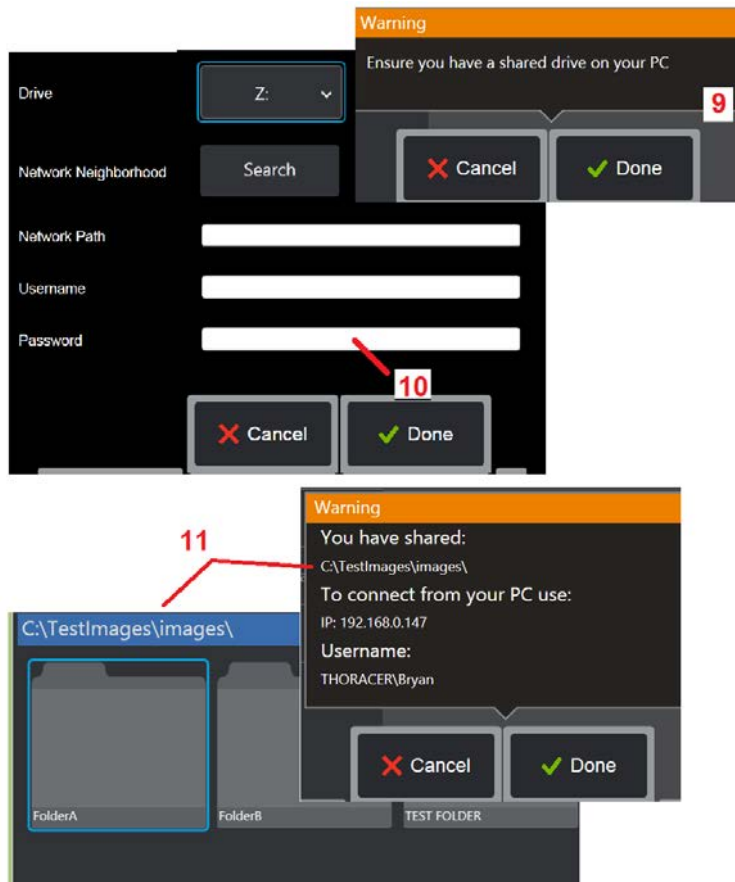 Warning
Ensure you have a shared drive on your PC
9
Cancel
Done
Drive
Z:
Network Neighborhood
Search
Network Path
Username
Password
10
Cancel
Done
11
Warning
You have shared:
C:\TestImages\images\
To connect from your PC use:
IP: 192.168.0.147
Username:
THORACER\Bryan
Cancel
Done
C:\TestImages\images\
FolderA
FolderB
TEST FOLDER